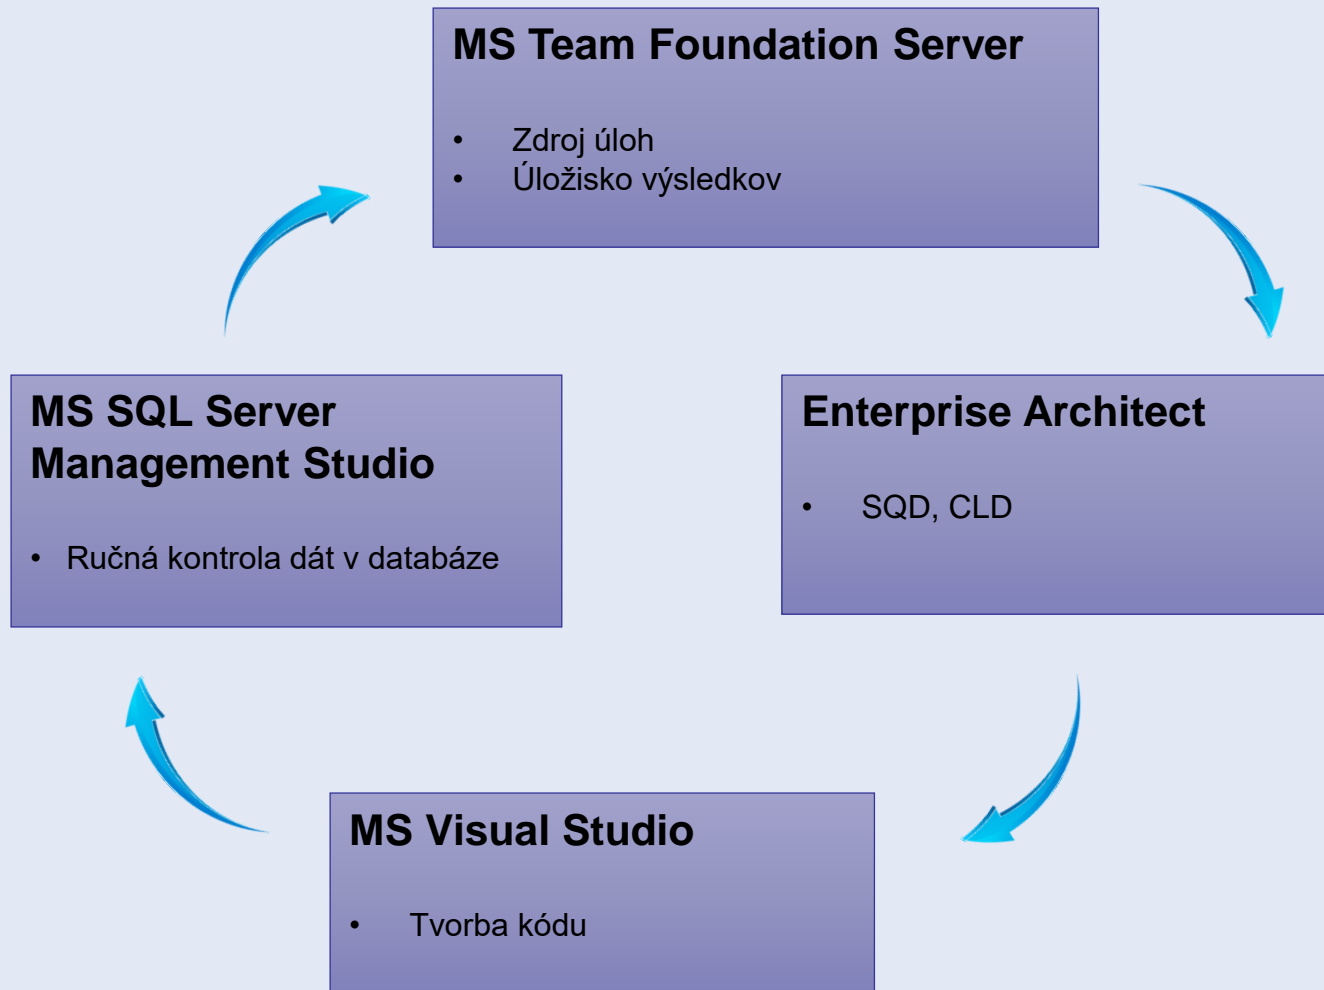 MS Team Foundation Server
• Zdroj úloh
• Úložisko výsledkov
MS SQL Server
Management Studio
• Ručná kontrola dát v databáze
Enterprise Architect
• SQD, CLD
MS Visual Studio
• Tvorba kódu